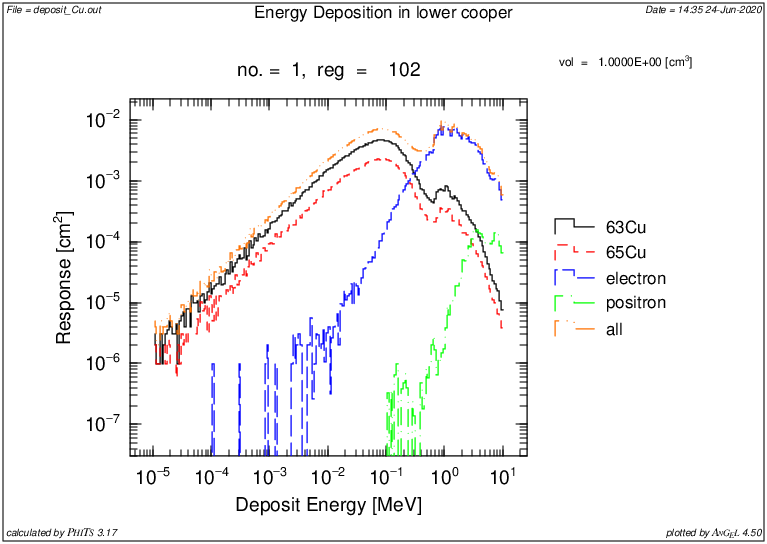 File = deposit_Cu.out
Energy Deposition in lower cooper
Date = 14:35 24-Jun-2020
no. = 1, reg = 102
vol = 1.0000E+00 [cm³]
Response [cm²]
10⁻²
10⁻³
10⁻⁴
10⁻⁵
10⁻⁶
10⁻⁷
10⁻⁵ 10⁻⁴ 10⁻³ 10⁻² 10⁻¹ 10⁰ 10¹
Deposit Energy [MeV]
63Cu
65Cu
electron
positron
all
calculated by PHITS 3.17
plotted by ANGEL 4.50